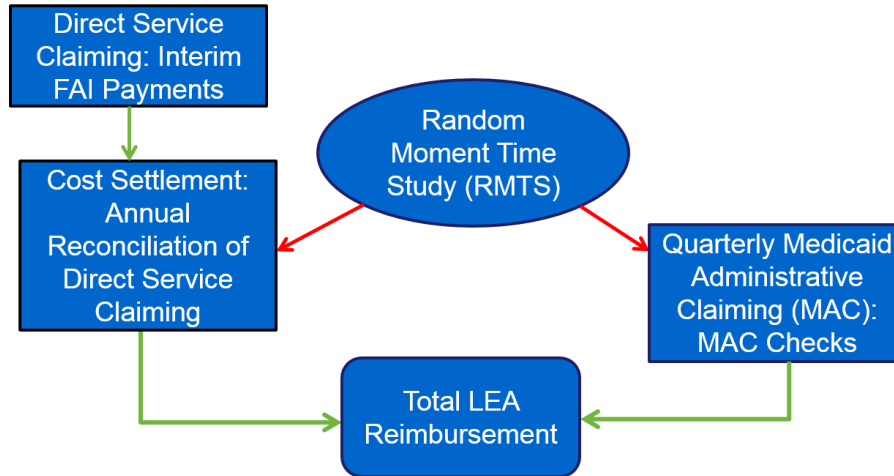 Direct Service
Claiming: Interim
FAI Payments
Random
Moment Time
Study (RMTS)
Cost Settlement:
Annual
Reconciliation of
Direct Service
Claiming
Quarterly Medicaid
Administrative
Claiming (MAC):
MAC Checks
Total LEA
Reimbursement